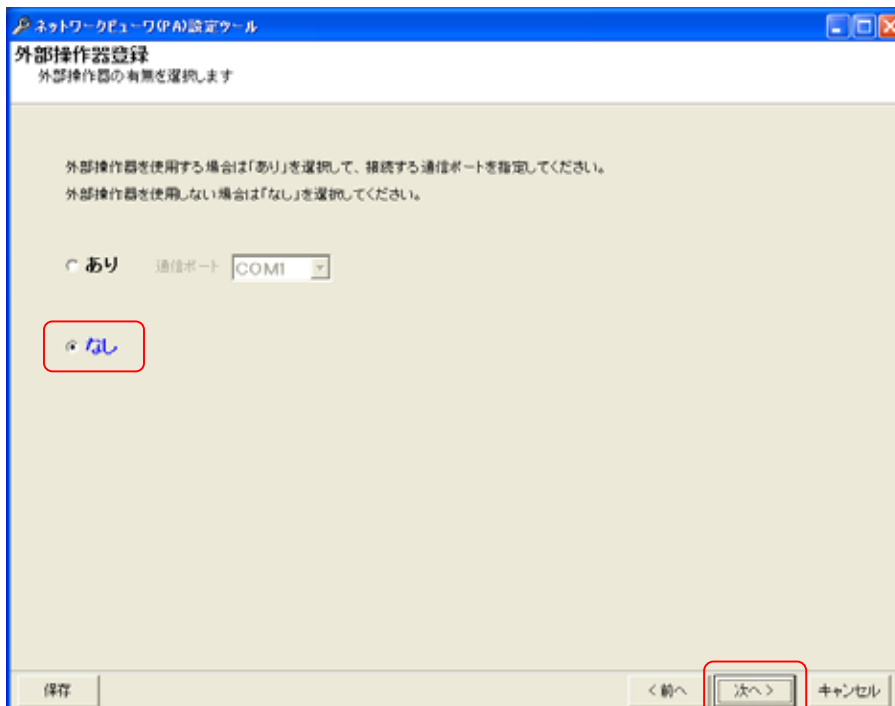 ネットワークビューワ(PA)設定ツール
外部操作器登録
外部操作器の有無を選択します
外部操作器を使用する場合は「あり」を選択して、接続する通信ポートを指定してください。
外部操作器を使用しない場合は「なし」を選択してください。
あり 通信ポート COM1
なし
保存 < 前へ 次へ > キャンセル